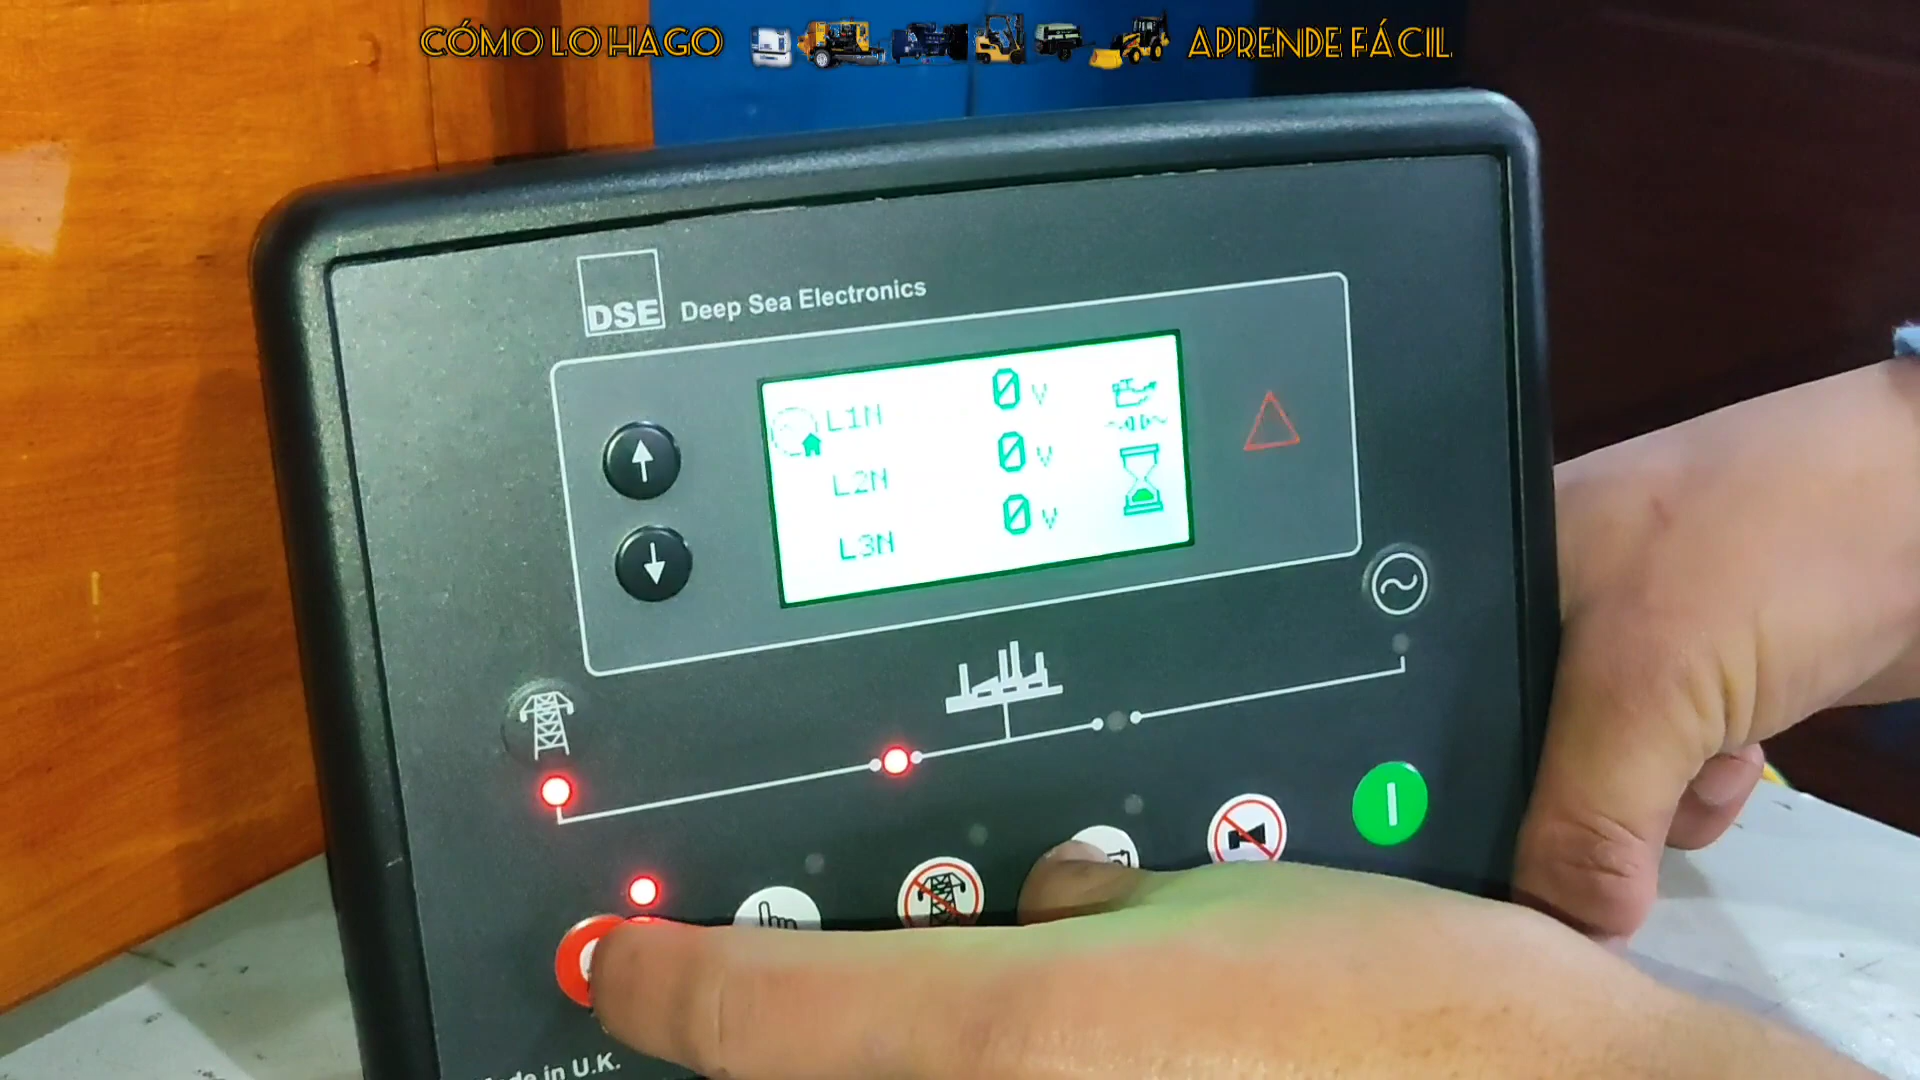 CÓMO LO HAGO APRENDE FÁCIL
DSE Deep Sea Electronics
L1N 0 V
L2N 0 V
L3N 0 V
Made in U.K.